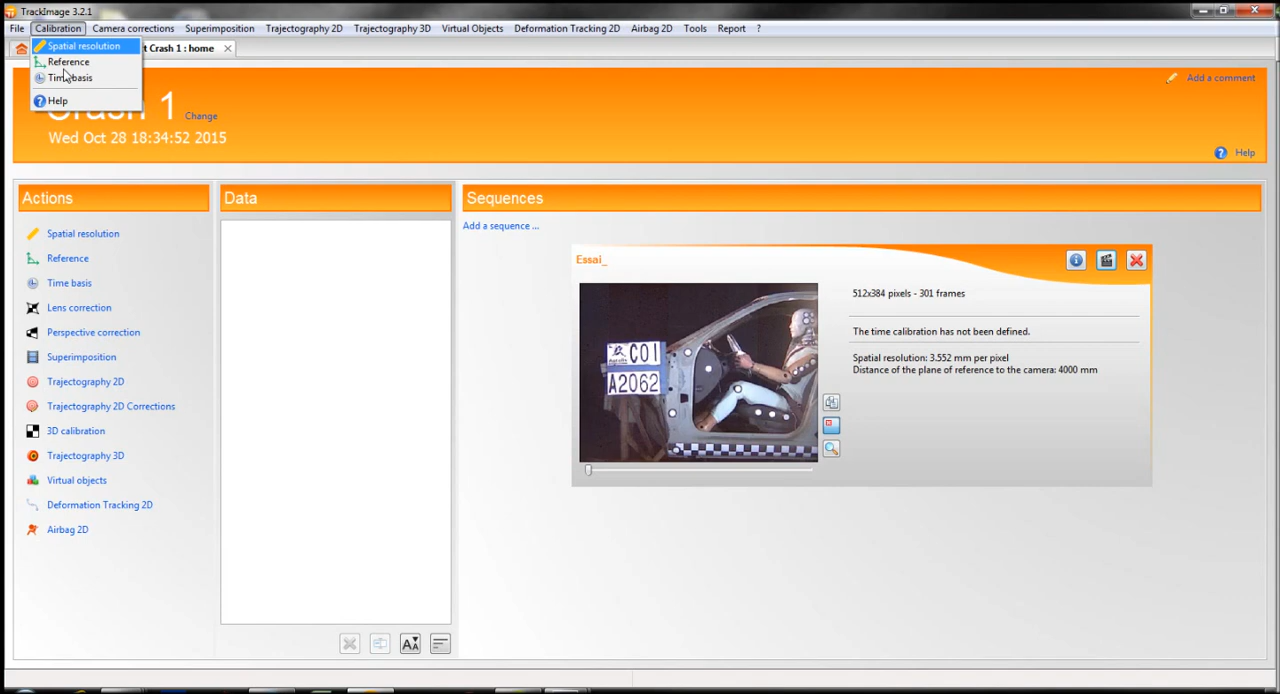 TrackImage 3.2.1
File Calibration Camera corrections Superimposition Trajectography 2D Trajectography 3D Virtual Objects Deformation Tracking 2D Airbag 2D Tools Report ?
Spatial resolution
Reference
Time basis
Help
t Crash 1 : home
Crash 1 Change
Wed Oct 28 18:34:52 2015
Add a comment
Help
Actions
Spatial resolution
Reference
Time basis
Lens correction
Perspective correction
Superimposition
Trajectography 2D
Trajectography 2D Corrections
3D calibration
Trajectography 3D
Virtual objects
Deformation Tracking 2D
Airbag 2D
Data
Sequences
Add a sequence ...
Essai_
C01
A2062
512x384 pixels - 301 frames
The time calibration has not been defined.
Spatial resolution: 3.552 mm per pixel
Distance of the plane of reference to the camera: 4000 mm